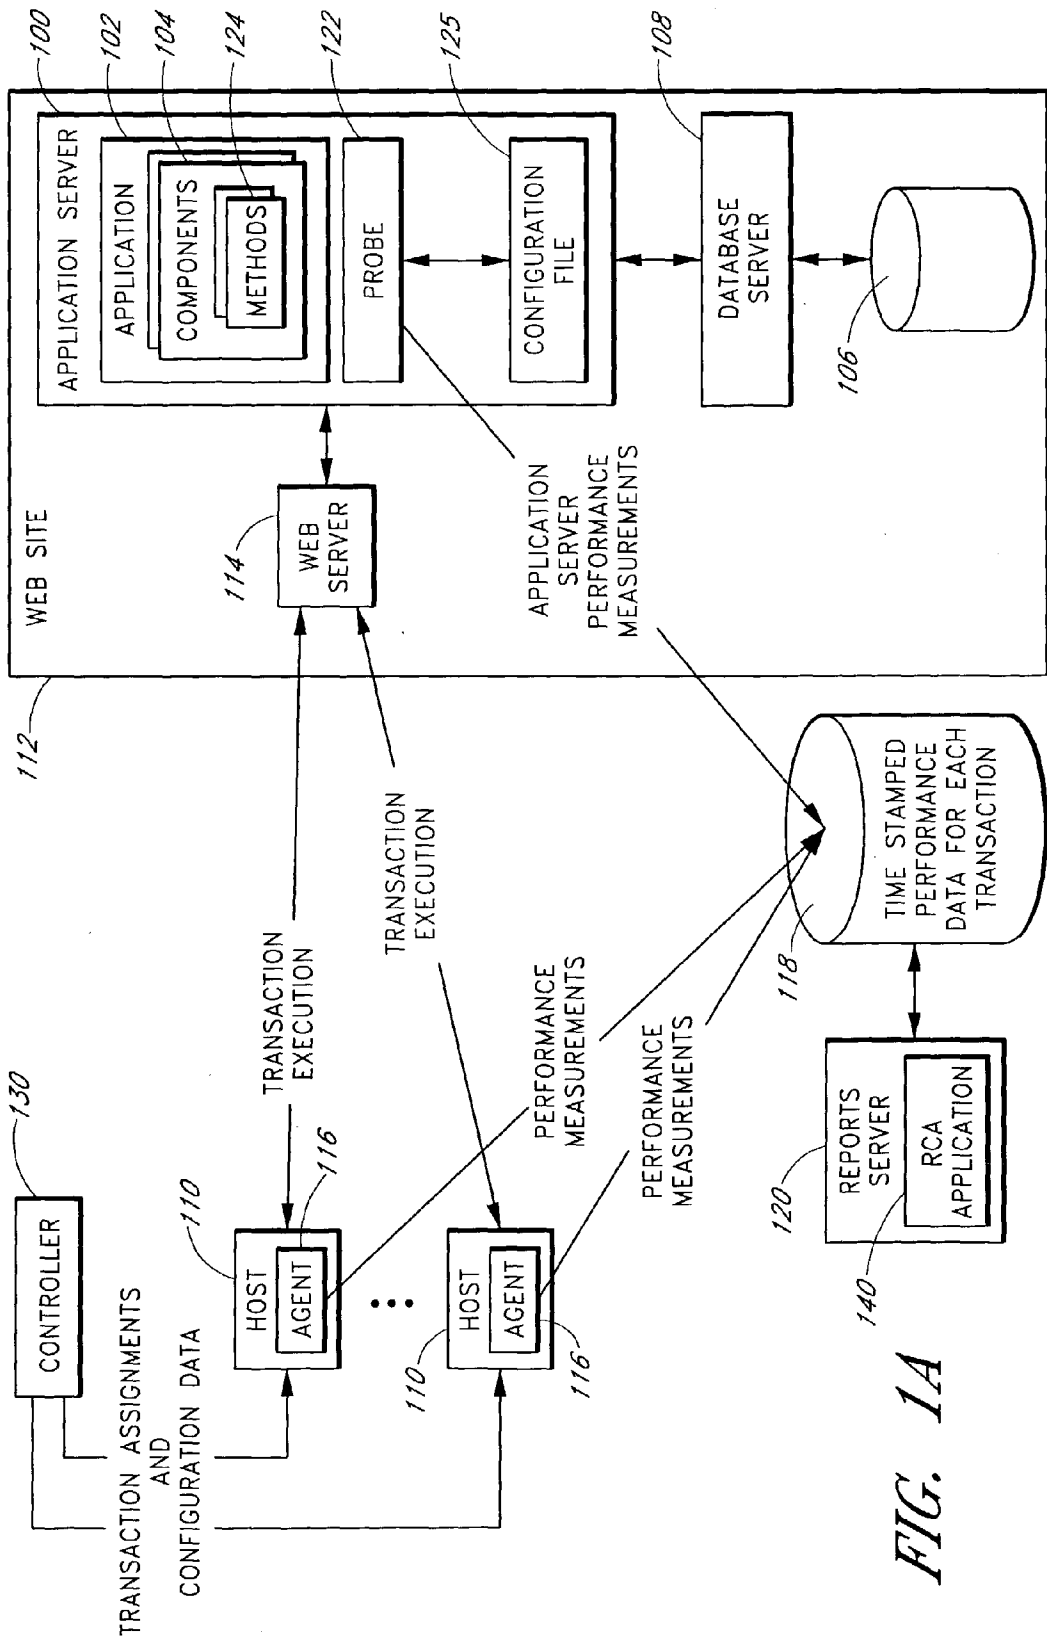 130
CONTROLLER
TRANSACTION ASSIGNMENTS
AND
CONFIGURATION DATA
110
HOST
AGENT
116
110
HOST
AGENT
116
TRANSACTION
EXECUTION
TRANSACTION
EXECUTION
PERFORMANCE
MEASUREMENTS
PERFORMANCE
MEASUREMENTS
112
WEB SITE
114
WEB
SERVER
APPLICATION SERVER
100
APPLICATION
102
COMPONENTS
104
METHODS
124
PROBE
122
CONFIGURATION
FILE
125
APPLICATION
SERVER
PERFORMANCE
MEASUREMENTS
DATABASE
SERVER
108
106
118
TIME STAMPED
PERFORMANCE
DATA FOR EACH
TRANSACTION
120
REPORTS
SERVER
140
RCA
APPLICATION
FIG. 1A